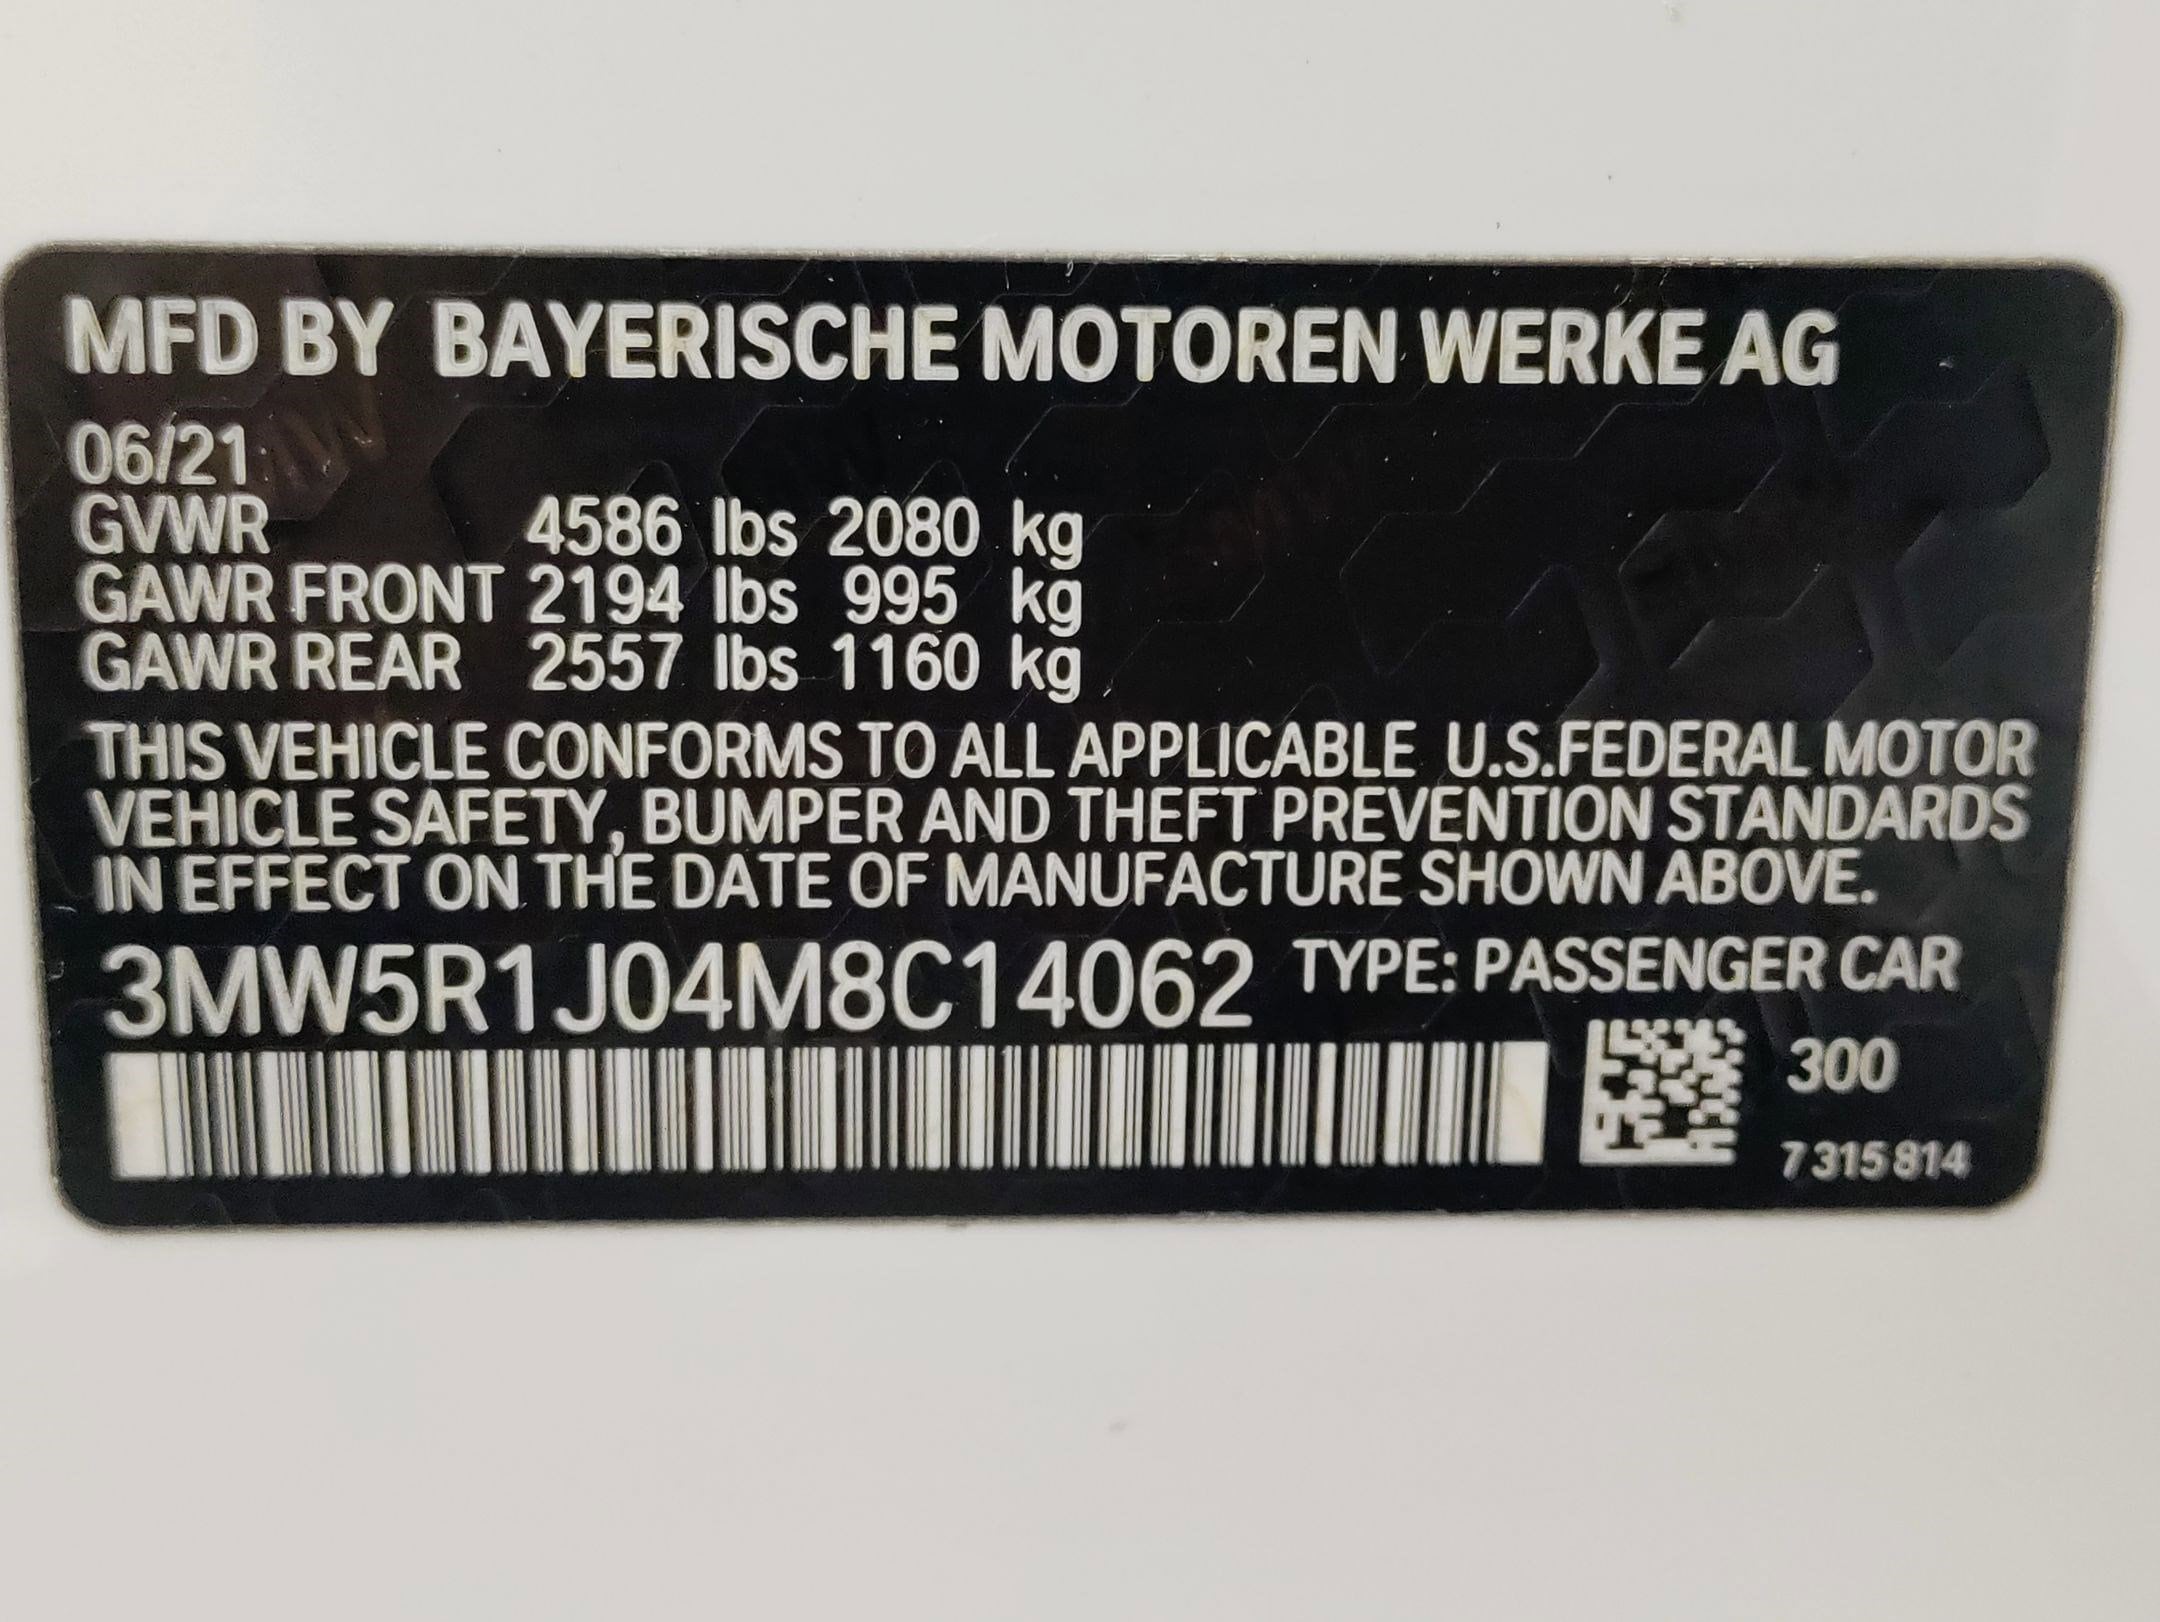 MFD BY BAYERISCHE MOTOREN WERKE AG
06/21
GVWR 4586 lbs 2080 kg
GAWR FRONT 2194 lbs 995 kg
GAWR REAR 2557 lbs 1160 kg
THIS VEHICLE CONFORMS TO ALL APPLICABLE U.S.FEDERAL MOTOR
VEHICLE SAFETY, BUMPER AND THEFT PREVENTION STANDARDS
IN EFFECT ON THE DATE OF MANUFACTURE SHOWN ABOVE.
3MW5R1J04M8C14062 TYPE: PASSENGER CAR
300
7 315 814